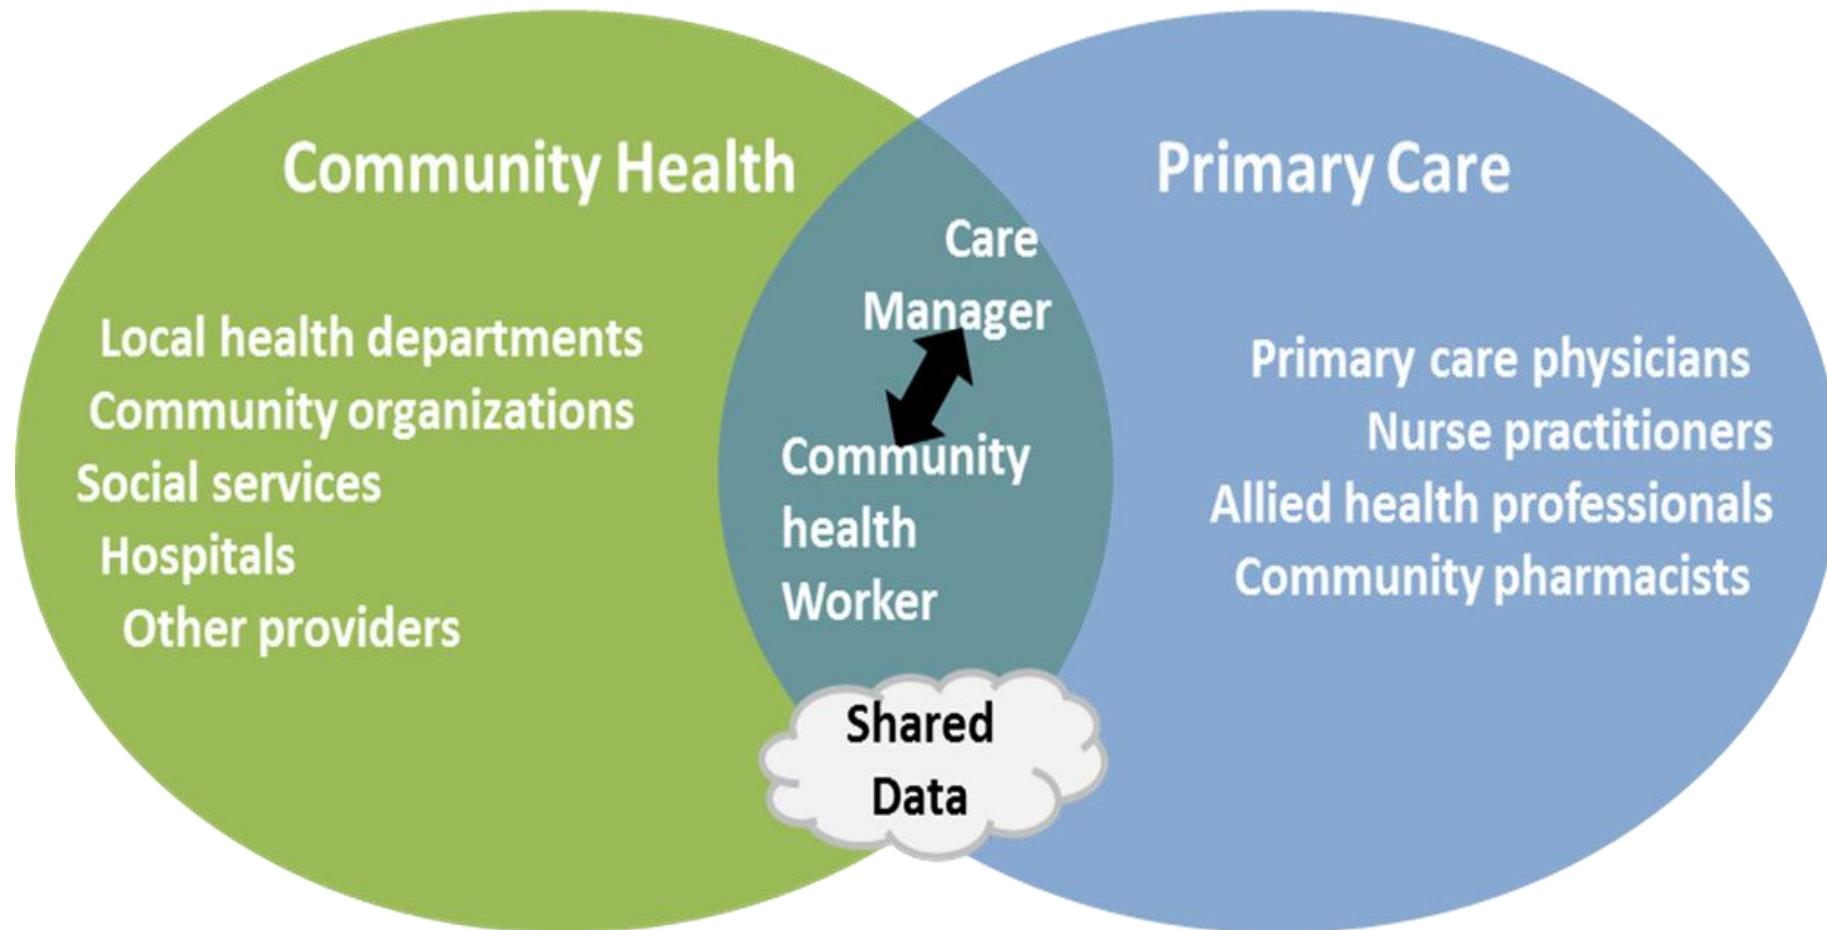 Community Health
Local health departments
Community organizations
Social services
Hospitals
Other providers
Care
Manager
Community
health
Worker
Shared
Data
Primary Care
Primary care physicians
Nurse practitioners
Allied health professionals
Community pharmacists